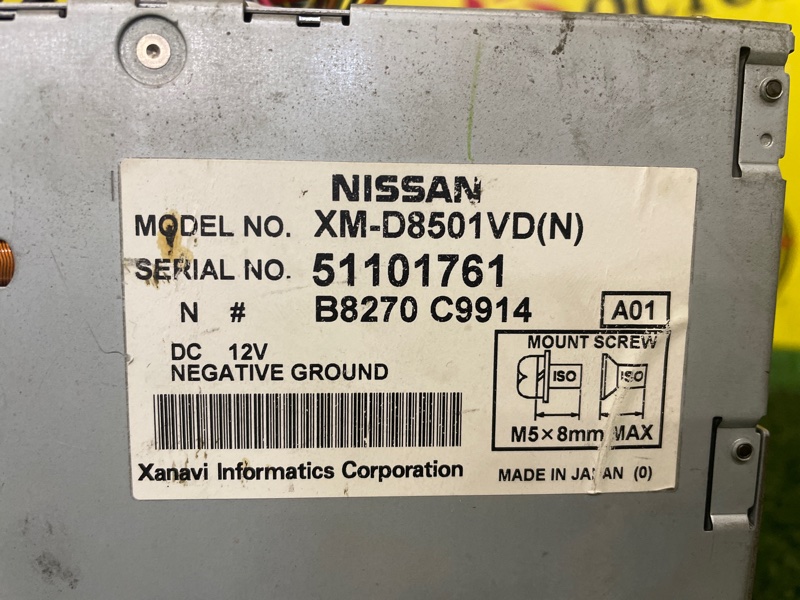 NISSAN
MODEL NO. XM-D8501VD(N)
SERIAL NO. 51101761
N # B8270 C9914
A01
DC 12V
NEGATIVE GROUND
MOUNT SCREW
ISO ISO
M5×8mm MAX
Xanavi Informatics Corporation
MADE IN JAPAN (0)